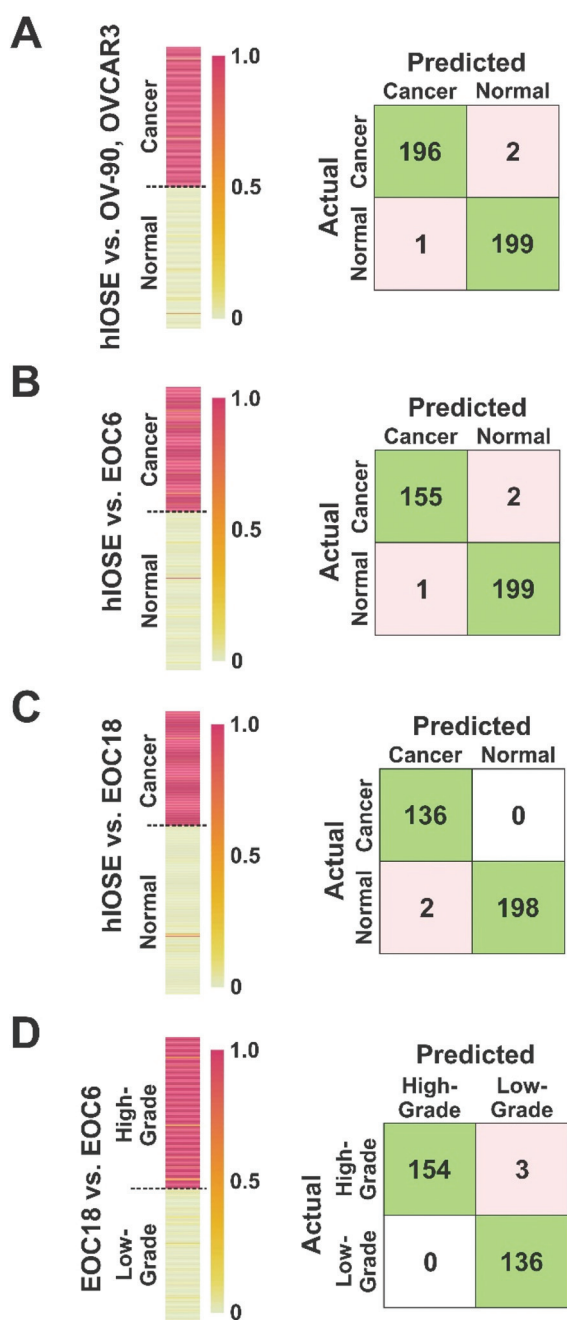 A
hIOSE vs. OV-90, OVCAR3
Cancer
Normal
1.0
0.5
0
Predicted
Cancer Normal
Actual
Cancer
Normal
196 2
1 199
B
hIOSE vs. EOC6
Cancer
Normal
1.0
0.5
0
Predicted
Cancer Normal
Actual
Cancer
Normal
155 2
1 199
C
hIOSE vs. EOC18
Cancer
Normal
1.0
0.5
0
Predicted
Cancer Normal
Actual
Cancer
Normal
136 0
2 198
D
EOC18 vs. EOC6
High-
Grade
Low-
Grade
1.0
0.5
0
Predicted
High- Low-
Grade Grade
Actual
High-
Grade
Low-
Grade
154 3
0 136